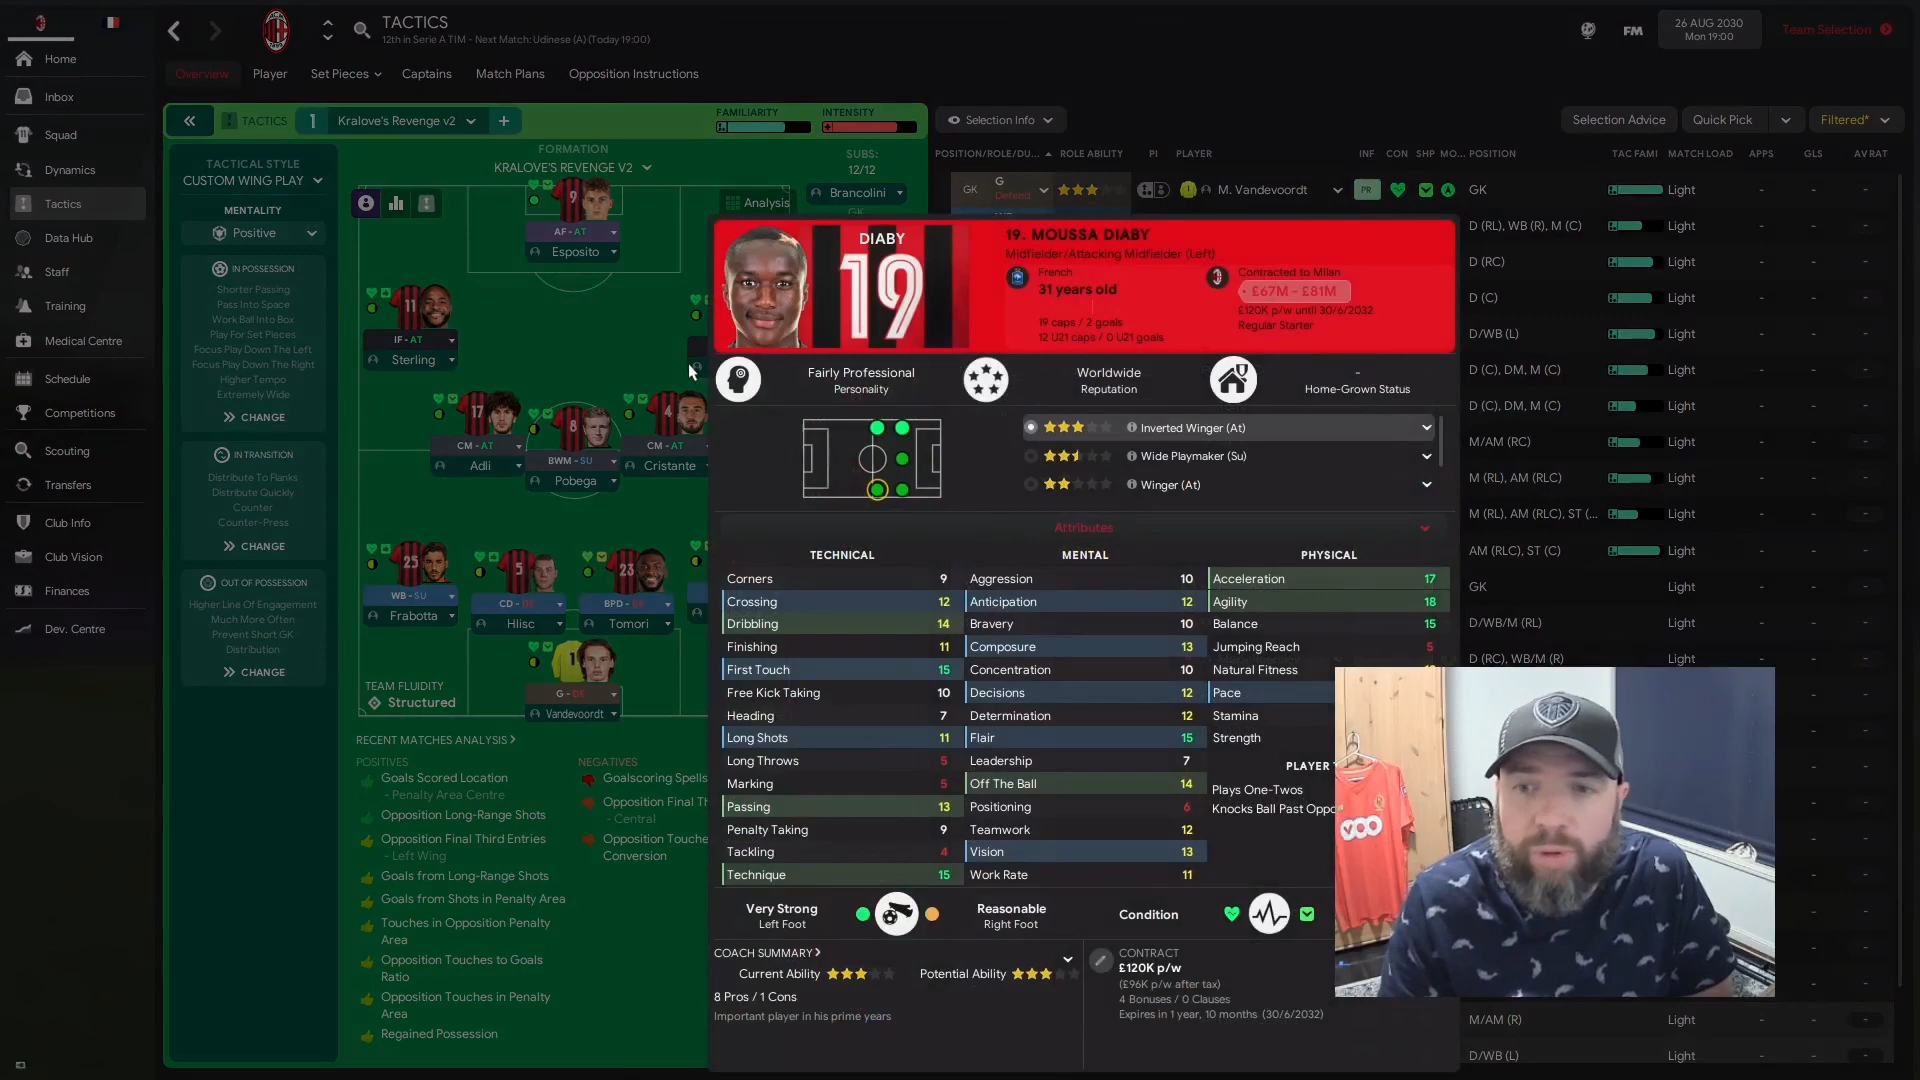 TACTICS
12th in Serie A TIM - Next Match: Udinese (A) (Today 19:00)
FM
26 AUG 2030
Mon 19:00
Team Selection
Home
Inbox
Squad
Dynamics
Tactics
Data Hub
Staff
Training
Medical Centre
Schedule
Competitions
Scouting
Transfers
Club Info
Club Vision
Finances
Dev. Centre
Overview
Player
Set Pieces
Captains
Match Plans
Opposition Instructions
TACTICS
1
Kralove's Revenge v2
FAMILIARITY
INTENSITY
Selection Info
Selection Advice
Quick Pick
Filtered*
TACTICAL STYLE
CUSTOM WING PLAY
MENTALITY
Positive
IN POSSESSION
Shorter Passing
Pass Into Space
Work Ball Into Box
Play For Set Pieces
Focus Play Down The Left
Focus Play Down The Right
Higher Tempo
Extremely Wide
CHANGE
IN TRANSITION
Distribute To Flanks
Distribute Quickly
Counter
Counter-Press
CHANGE
OUT OF POSSESSION
Higher Line Of Engagement
Much More Often
Prevent Short GK
Distribution
CHANGE
FORMATION
KRALOVE'S REVENGE V2
SUBS:
12/12
Brancolini
GK
Analysis
9
AF - AT
Esposito
11
IF - AT
Sterling
17
CM - AT
Adli
8
BWM - SU
Pobega
4
CM - AT
Cristante
25
WB - SU
Frabotta
5
CD - DE
Hlisc
23
BPD - DE
Tomori
1
G - DE
Vandevoordt
TEAM FLUIDITY
Structured
RECENT MATCHES ANALYSIS
POSITIVES
Goals Scored Location
- Penalty Area Centre
Opposition Long-Range Shots
Opposition Final Third Entries
- Left Wing
Goals from Long-Range Shots
Goals from Shots in Penalty Area
Touches in Opposition Penalty
Area
Opposition Touches to Goals
Ratio
Opposition Touches in Penalty
Area
Regained Possession
NEGATIVES
Goalscoring Spells
Opposition Final Th
- Central
Opposition Touche
Conversion
POSITION/ROLE/DU...
ROLE ABILITY
PI
PLAYER
INF
CON
SHP
MO...
POSITION
TAC FAMI
MATCH LOAD
APPS
GLS
AV RAT
GK
G
Defend
M. Vandevoordt
PR
GK
Light
- - -
D (RL), WB (R), M (C)
Light
- - -
D (RC)
Light
- - -
D (C)
Light
- - -
D/WB (L)
Light
- - -
D (C), DM, M (C)
Light
- - -
D (C), DM, M (C)
Light
- - -
M/AM (RC)
Light
- - -
M (RL), AM (RLC)
Light
- - -
M (RL), AM (RLC), ST (...
Light
- - -
AM (RLC), ST (C)
Light
- - -
GK
Light
- - -
D/WB/M (RL)
Light
- - -
D (RC), WB/M (R)
Light
- - -
M/AM (R)
Light
- - -
D/WB (L)
Light
- - -
DIABY
19
19. MOUSSA DIABY
Midfielder/Attacking Midfielder (Left)
French
31 years old
19 caps / 2 goals
12 U21 caps / 0 U21 goals
Contracted to Milan
£67M - £81M
£120K p/w until 30/6/2032
Regular Starter
Fairly Professional
Personality
Worldwide
Reputation
-
Home-Grown Status
Inverted Winger (At)
Wide Playmaker (Su)
Winger (At)
Attributes
TECHNICAL
Corners 9
Crossing 12
Dribbling 14
Finishing 11
First Touch 15
Free Kick Taking 10
Heading 7
Long Shots 11
Long Throws 5
Marking 5
Passing 13
Penalty Taking 9
Tackling 4
Technique 15
MENTAL
Aggression 10
Anticipation 12
Bravery 10
Composure 13
Concentration 10
Decisions 12
Determination 12
Flair 15
Leadership 7
Off The Ball 14
Positioning 6
Teamwork 12
Vision 13
Work Rate 11
PHYSICAL
Acceleration 17
Agility 18
Balance 15
Jumping Reach 5
Natural Fitness
Pace
Stamina
Strength
PLAYER
Plays One-Twos
Knocks Ball Past Oppo
Very Strong
Left Foot
Reasonable
Right Foot
Condition
COACH SUMMARY
Current Ability
Potential Ability
8 Pros / 1 Cons
Important player in his prime years
CONTRACT
£120K p/w
(£96K p/w after tax)
4 Bonuses / 0 Clauses
Expires in 1 year, 10 months (30/6/2032)
VOO